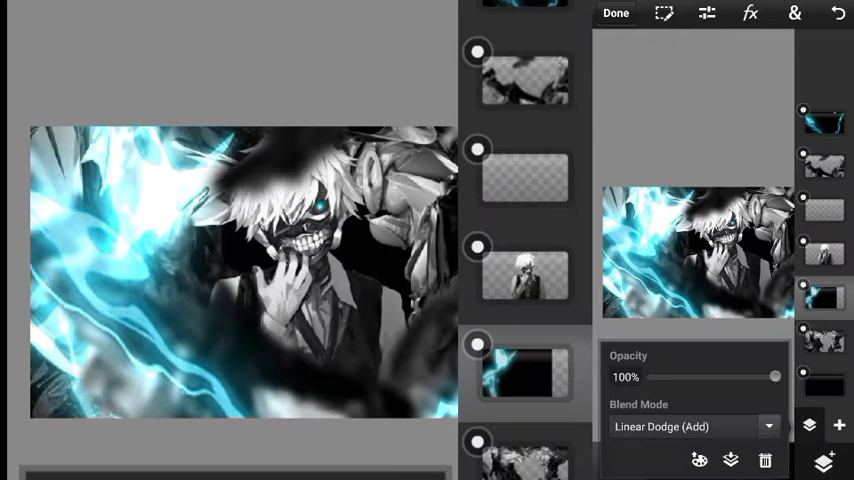 Done
fx
&
Opacity
100%
Blend Mode
Linear Dodge (Add)